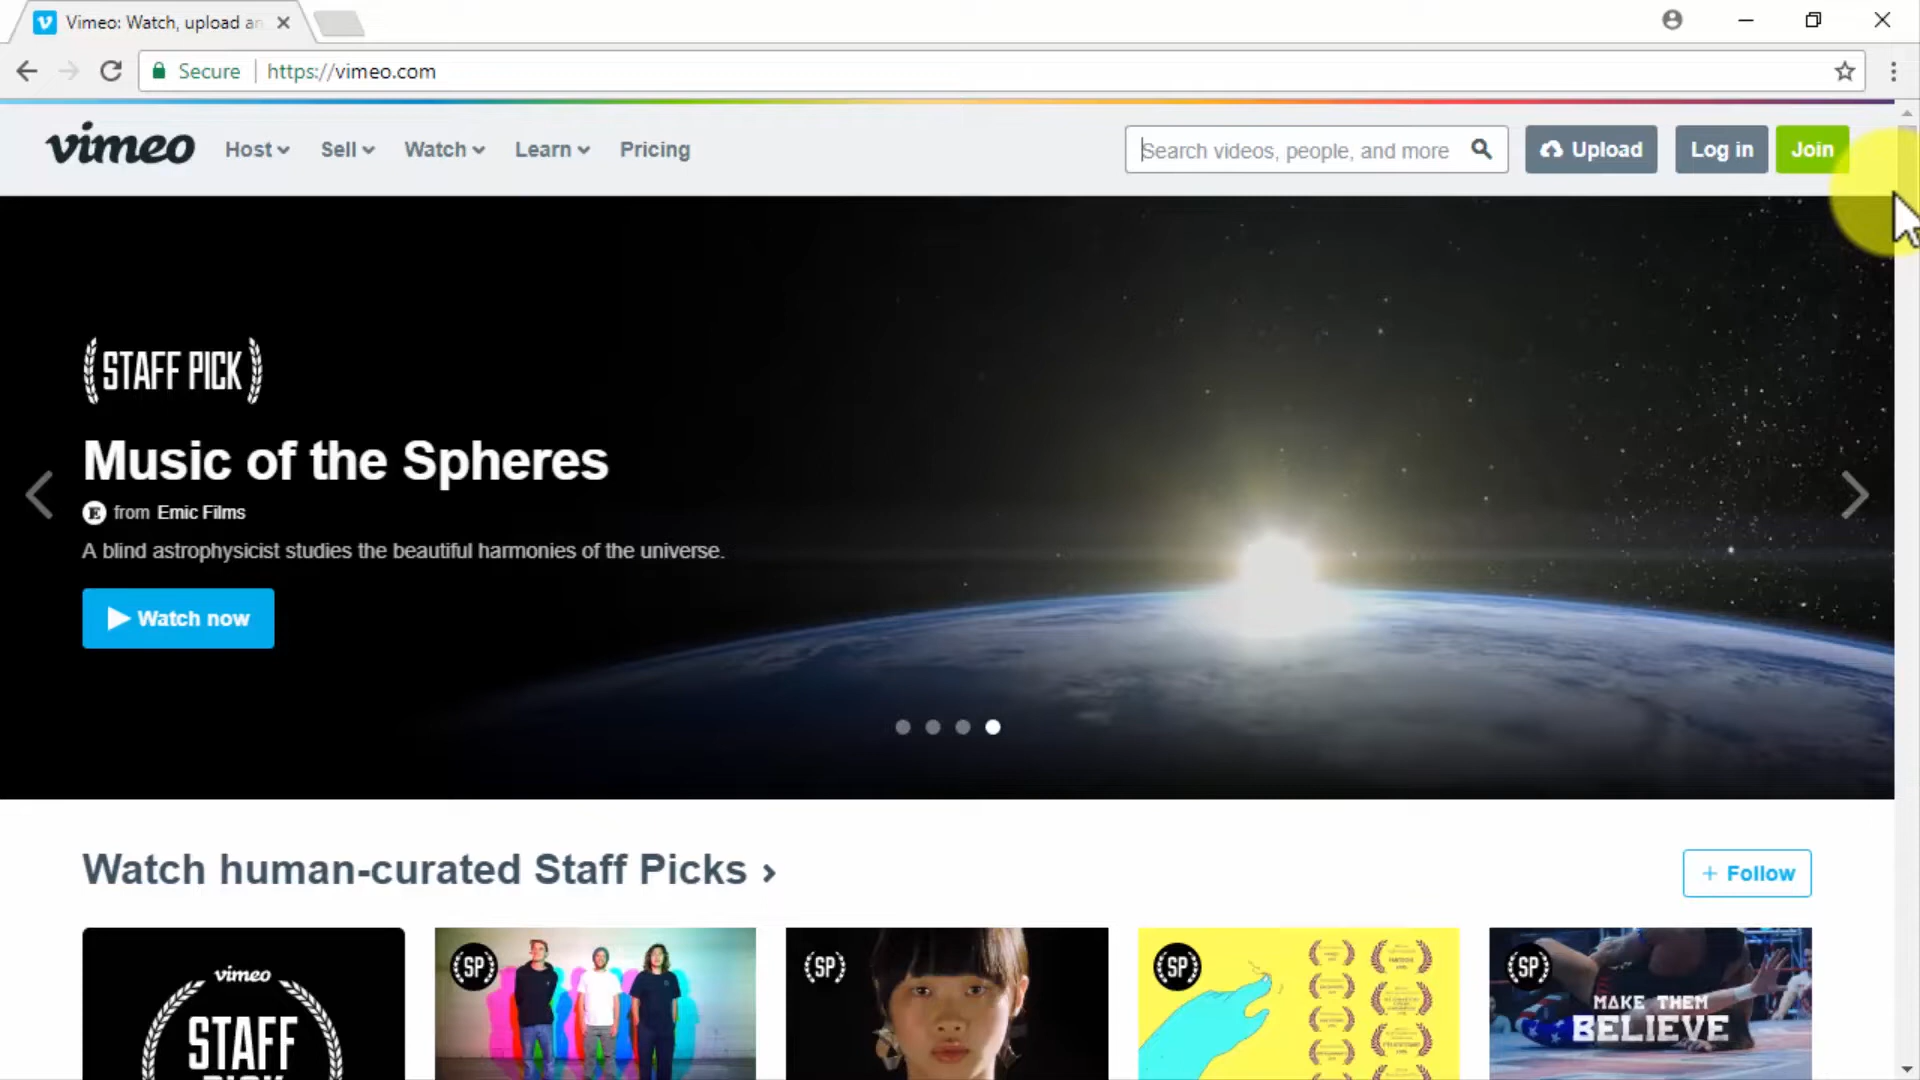 Vimeo: Watch, upload an
Secure https://vimeo.com
vimeo Host Sell Watch Learn Pricing Search videos, people, and more Upload Log in Join
STAFF PICK
Music of the Spheres
E from Emic Films
A blind astrophysicist studies the beautiful harmonies of the universe.
Watch now
Watch human-curated Staff Picks ›
+ Follow
vimeo
STAFF
SP
SP
SP
SP
MAKE THEM
BELIEVE